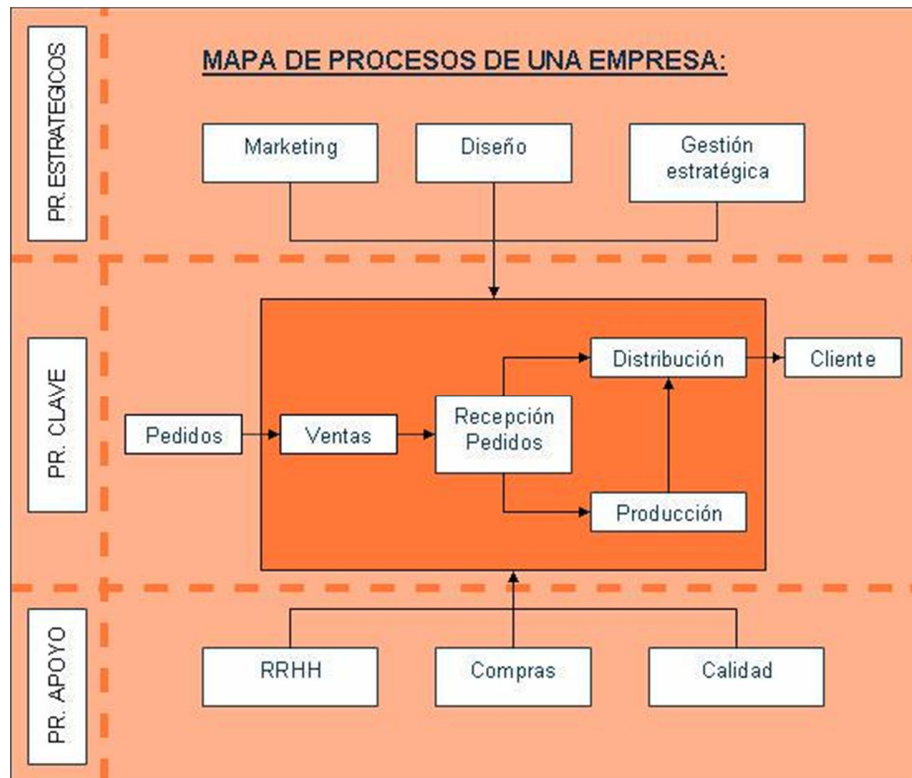 MAPA DE PROCESOS DE UNA EMPRESA:
PR. ESTRATEGICOS
Marketing
Diseño
Gestión
estratégica
PR. CLAVE
Pedidos
Ventas
Recepción
Pedidos
Distribución
Producción
Cliente
PR. APOYO
RRHH
Compras
Calidad